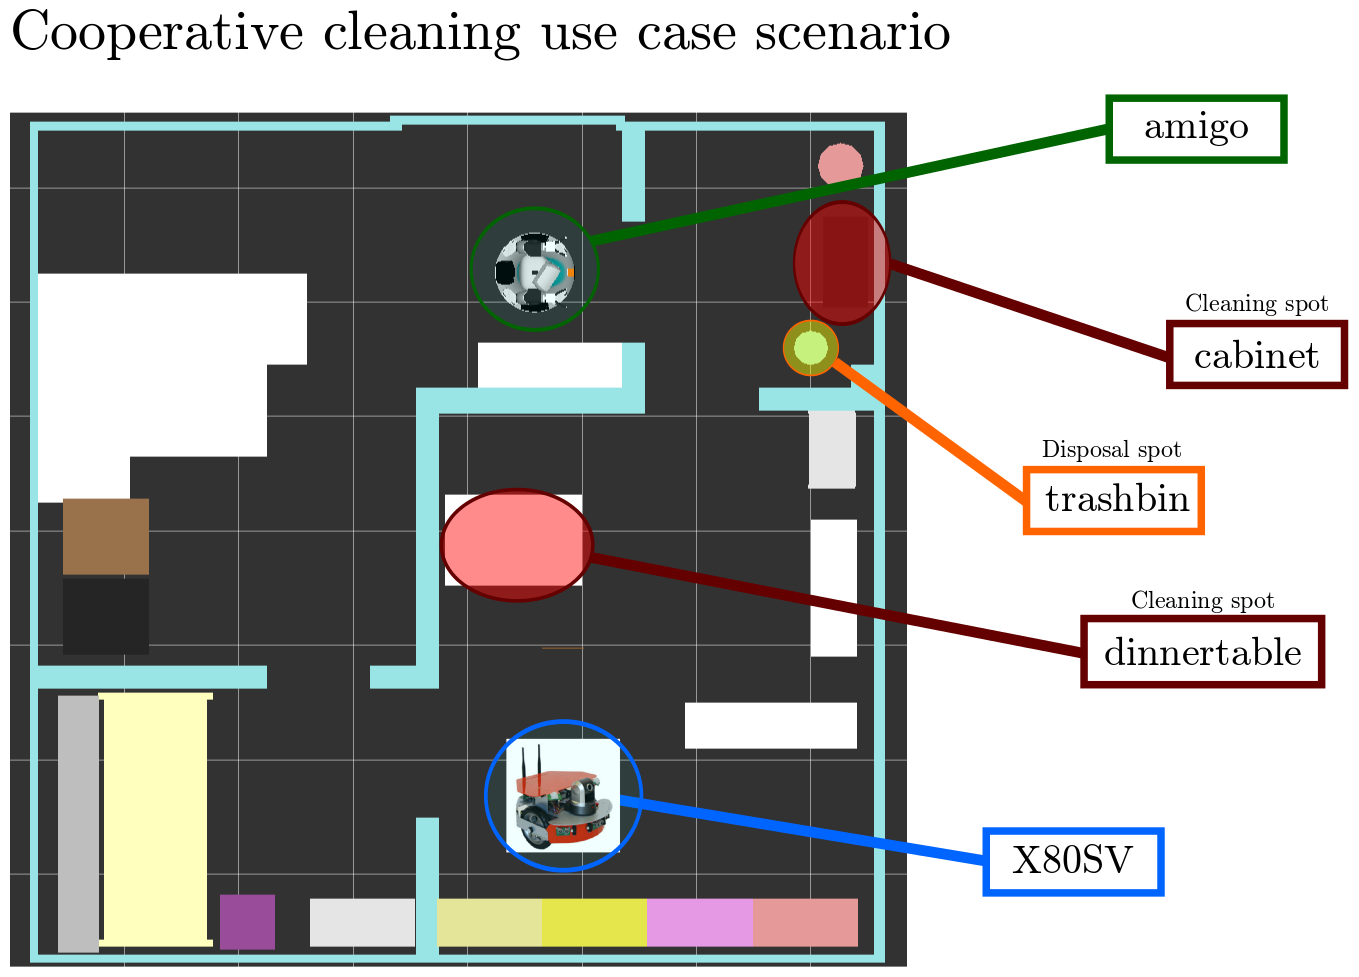 Cooperative cleaning use case scenario
amigo
Cleaning spot
cabinet
Disposal spot
trashbin
Cleaning spot
dinnertable
X80SV